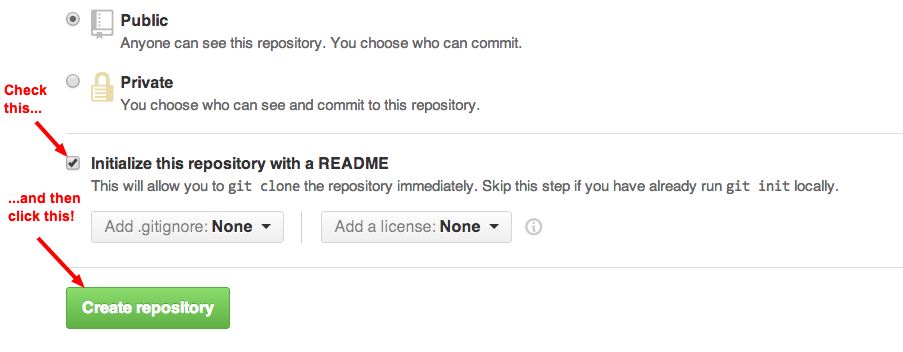 Public
Anyone can see this repository. You choose who can commit.
Private
You choose who can see and commit to this repository.
Check
this...
Initialize this repository with a README
This will allow you to git clone the repository immediately. Skip this step if you have already run git init locally.
...and then
click this!
Add .gitignore: None
Add a license: None
Create repository